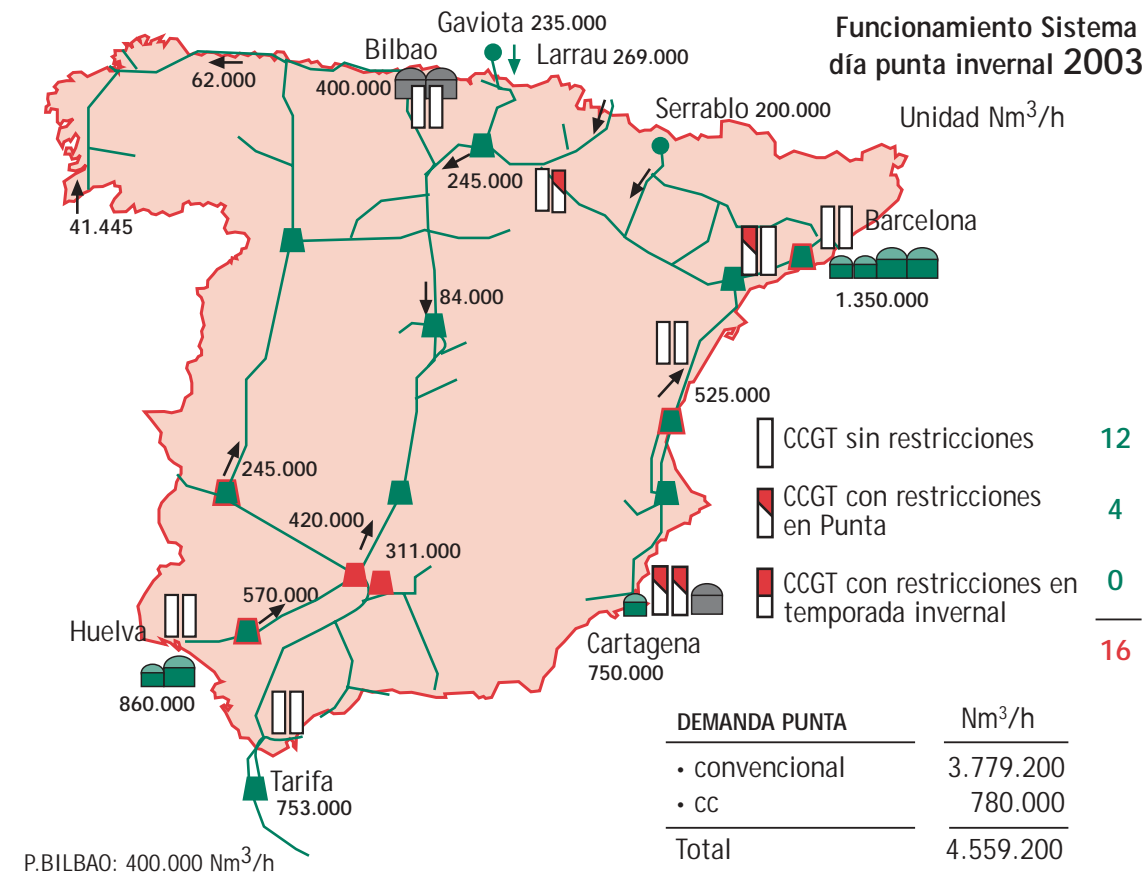 Funcionamiento Sistema
día punta invernal 2003
Unidad Nm³/h
Gaviota 235.000
Bilbao
Larrau 269.000
62.000
400.000
Serrablo 200.000
245.000
41.445
Barcelona
1.350.000
84.000
525.000
245.000
420.000
311.000
570.000
Huelva
860.000
Cartagena
750.000
Tarifa
753.000
CCGT sin restricciones 12
CCGT con restricciones
en Punta 4
CCGT con restricciones en
temporada invernal 0
16
DEMANDA PUNTA Nm³/h
• convencional 3.779.200
• cc 780.000
Total 4.559.200
P.BILBAO: 400.000 Nm³/h